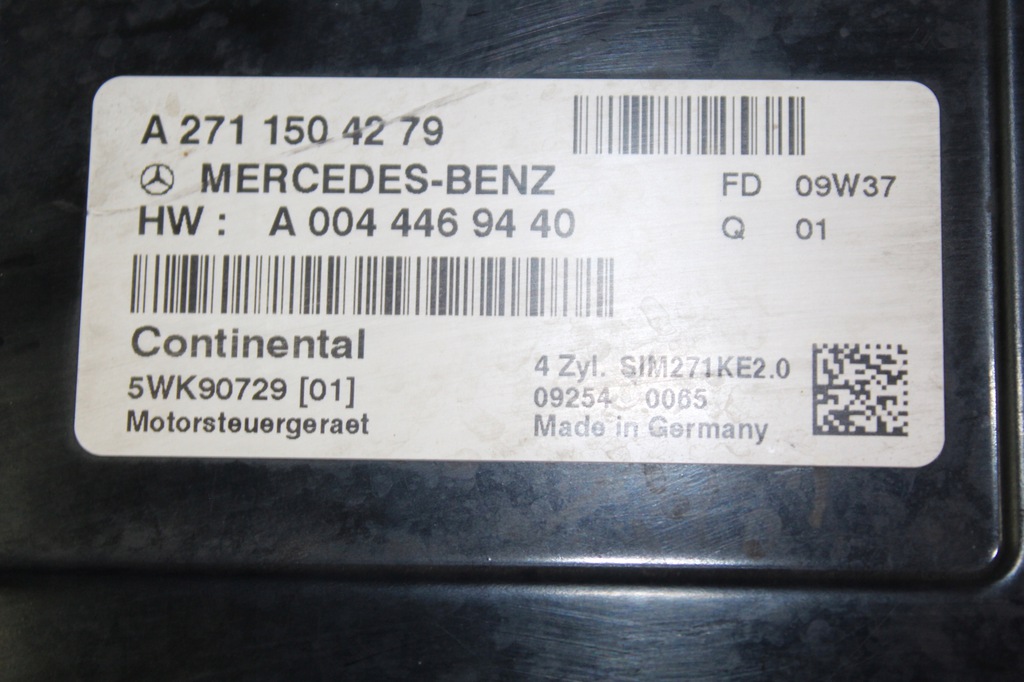 A 271 150 42 79
MERCEDES-BENZ
FD 09W37
HW : A 004 446 94 40
Q 01
Continental
5WK90729 [01]
Motorsteuergeraet
4 Zyl. SIM271KE2.0
09254 0065
Made in Germany